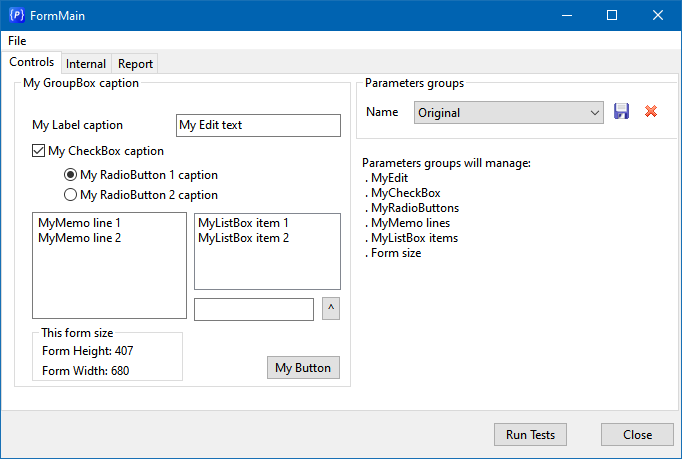 {P} FormMain
File
Controls Internal Report
My GroupBox caption
My Label caption My Edit text
My CheckBox caption
My RadioButton 1 caption
My RadioButton 2 caption
MyMemo line 1
MyMemo line 2
MyListBox item 1
MyListBox item 2
^
This form size
Form Height: 407
Form Width: 680
My Button
Parameters groups
Name Original
Parameters groups will manage:
. MyEdit
. MyCheckBox
. MyRadioButtons
. MyMemo lines
. MyListBox items
. Form size
Run Tests Close